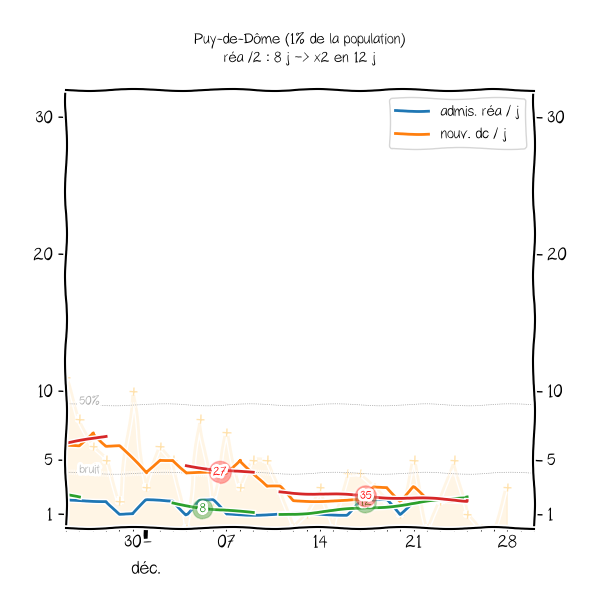 Puy-de-Dôme (1% de la population)
réa /2 : 8 j -> x2 en 12 j
admis. réa / j
nouv. dc / j
30 30
20 20
10 10
50%
5 5
bruit
27
35
8
1 1
30 07 14 21 28
déc.